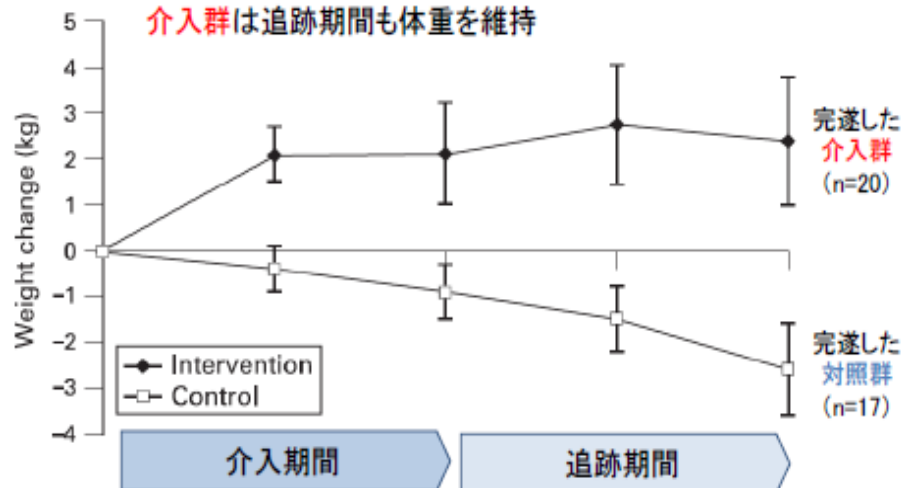 介入群は追跡期間も体重を維持
Weight change (kg)
5
4
3
2
1
0
−1
−2
−3
−4
Intervention
Control
完遂した
介入群
(n=20)
完遂した
対照群
(n=17)
介入期間
追跡期間